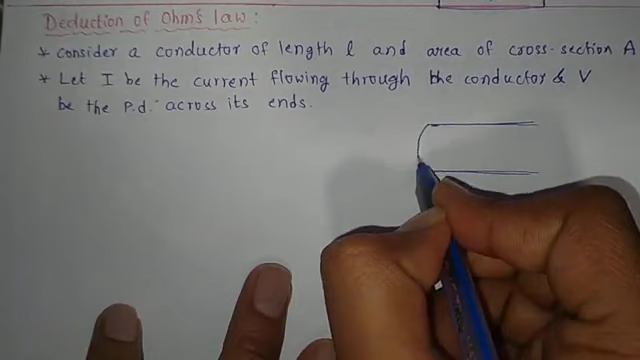 Deduction of Ohm's law :
* Consider a conductor of length l and area of cross-section A
* Let I be the current flowing through the conductor & V
be the P.d. across its ends.